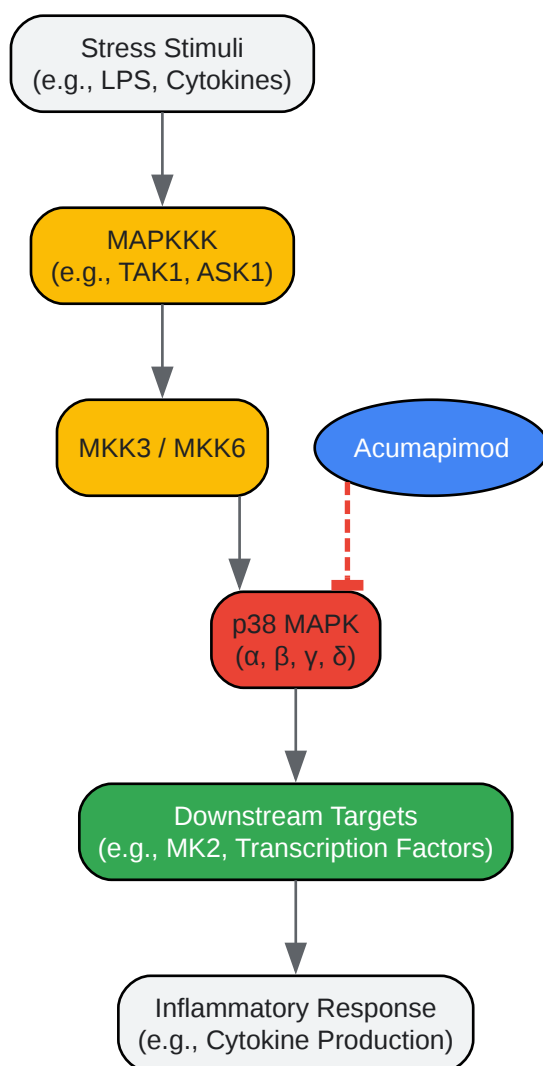 Stress Stimuli
(e.g., LPS, Cytokines)
MAPKKK
(e.g., TAK1, ASK1)
MKK3 / MKK6
Acumapimod
p38 MAPK
(α, β, γ, δ)
Downstream Targets
(e.g., MK2, Transcription Factors)
Inflammatory Response
(e.g., Cytokine Production)